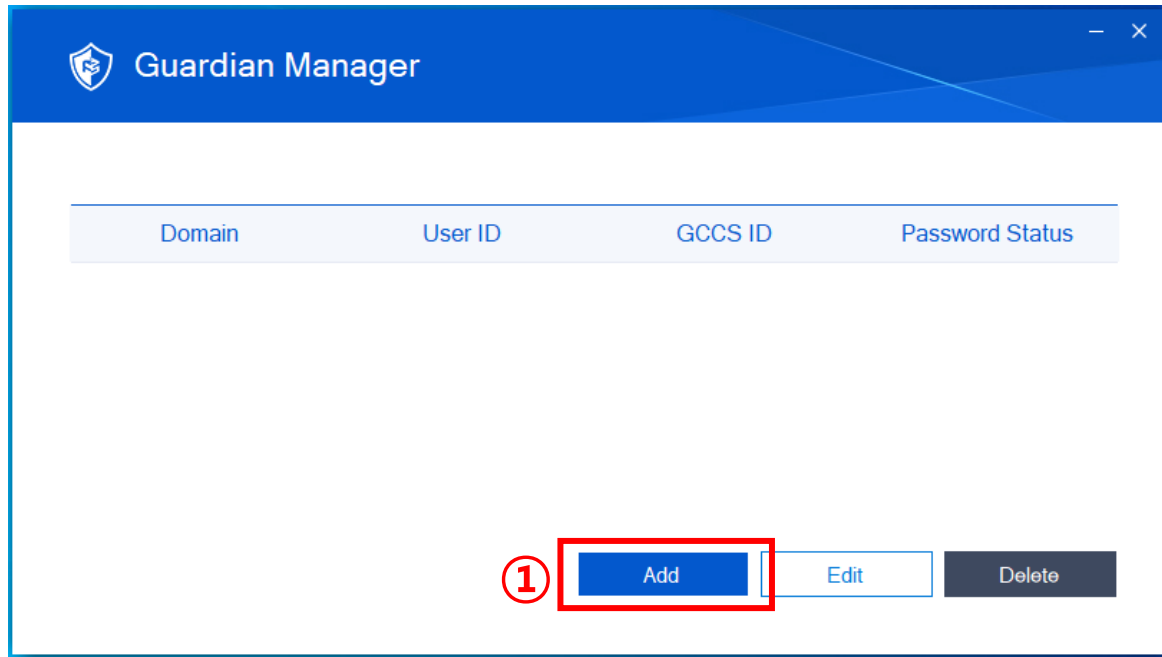 Guardian Manager
Domain User ID GCCS ID Password Status
① Add Edit Delete